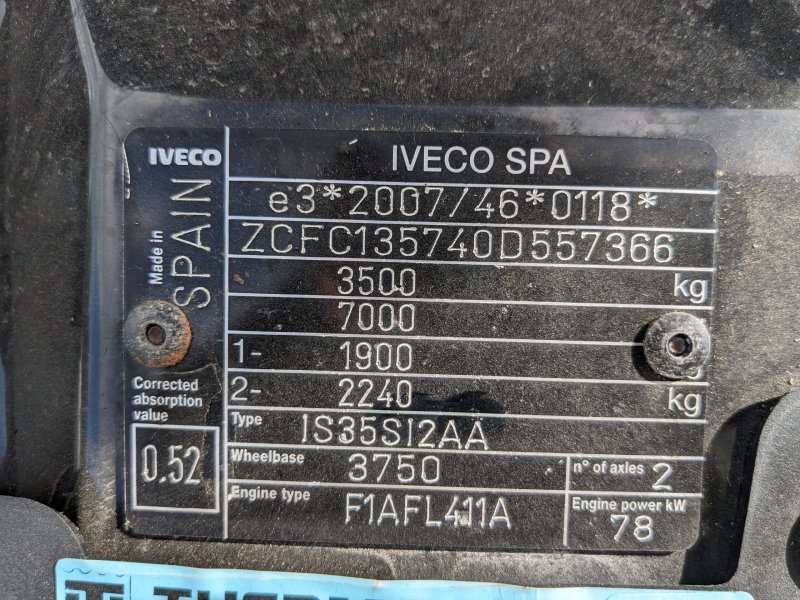 IVECO
IVECO SPA
e3*2007/46*0118*
ZCFC135740D557366
Made in
SPAIN
3500 kg
7000
1- 1900
2- 2240 kg
Corrected
absorption
value
0.52
Type IS35SI2AA
Wheelbase 3750
n° of axles 2
Engine type F1AFL411A
Engine power kW
78